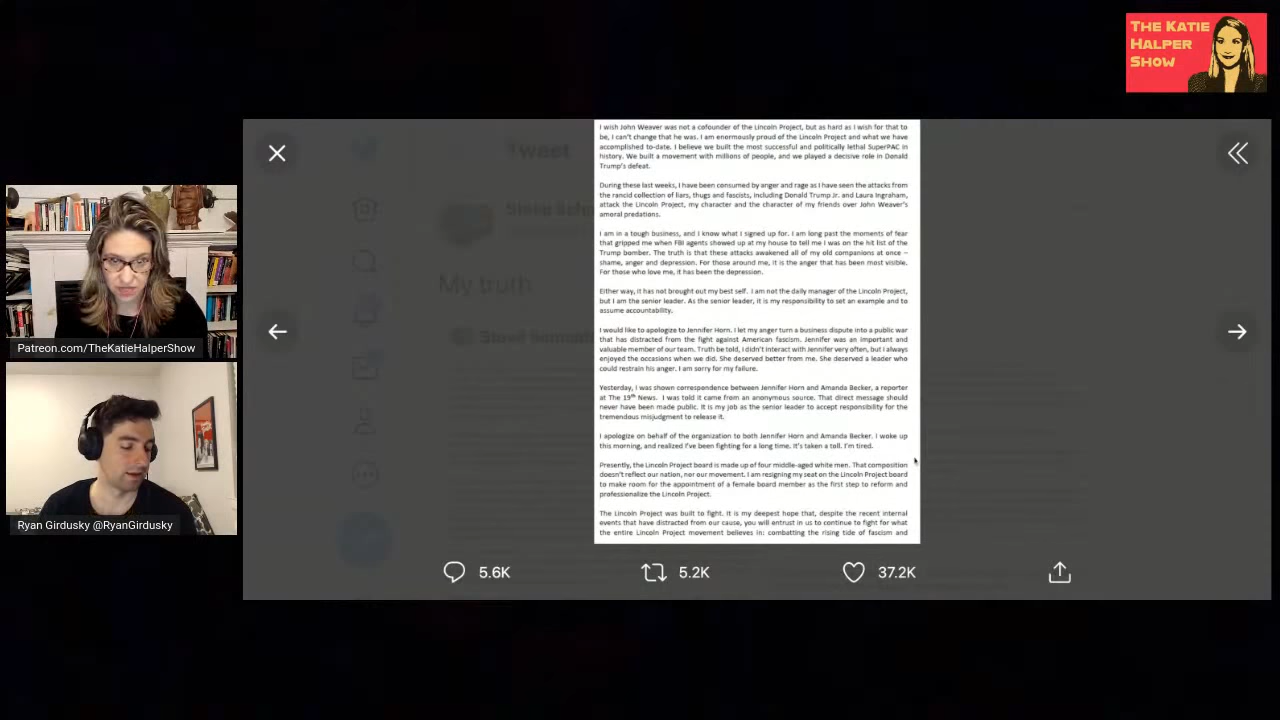 THE KATIE
HALPER
SHOW
I wish John Weaver was not a cofounder of the Lincoln Project, but as hard as I wish for that to
be, I can't change that he was. I am enormously proud of the Lincoln Project and what we have
accomplished to-date. I believe we built the most successful and politically lethal SuperPAC in
history. We built a movement with millions of people, and we played a decisive role in Donald
Trump's defeat.
During these last weeks, I have been consumed by anger and rage as I have seen the attacks from
the rancid collection of liars, thugs and fascists, including Donald Trump Jr. and Laura Ingraham,
attack the Lincoln Project, my character and the character of my friends over John Weaver's
amoral predations.
I am in a tough business, and I know what I signed up for. I am long past the moments of fear
that gripped me when FBI agents showed up at my house to tell me I was on the hit list of the
Trump bomber. The truth is that these attacks awakened all of my old companions at once –
shame, anger and depression. For those around me, it is the anger that has been most visible.
For those who love me, it has been the depression.
Either way, it has not brought out my best self. I am not the daily manager of the Lincoln Project,
but I am the senior leader. As the senior leader, it is my responsibility to set an example and to
assume accountability.
I would like to apologize to Jennifer Horn. I let my anger turn a business dispute into a public war
that has distracted from the fight against American fascism. Jennifer was an important and
valuable member of our team. Truth be told, I didn't interact with Jennifer very often, but I always
enjoyed the occasions when we did. She deserved better from me. She deserved a leader who
could restrain his anger. I am sorry for my failure.
Yesterday, I was shown correspondence between Jennifer Horn and Amanda Becker, a reporter
at The 19th News. I was told it came from an anonymous source. That direct message should
never have been made public. It is my job as the senior leader to accept responsibility for the
tremendous misjudgment to release it.
I apologize on behalf of the organization to both Jennifer Horn and Amanda Becker. I woke up
this morning, and realized I've been fighting for a long time. It's taken a toll. I'm tired.
Presently, the Lincoln Project board is made up of four middle-aged white men. That composition
doesn't reflect our nation, nor our movement. I am resigning my seat on the Lincoln Project board
to make room for the appointment of a female board member as the first step to reform and
professionalize the Lincoln Project.
The Lincoln Project was built to fight. It is my deepest hope that, despite the recent internal
events that have distracted from our cause, you will entrust in us to continue to fight for what
the entire Lincoln Project movement believes in: combatting the rising tide of fascism and
Tweet
My truth
5.6K
5.2K
37.2K
Patreon.com/TheKatieHalperShow
Ryan Girdusky @RyanGirdusky